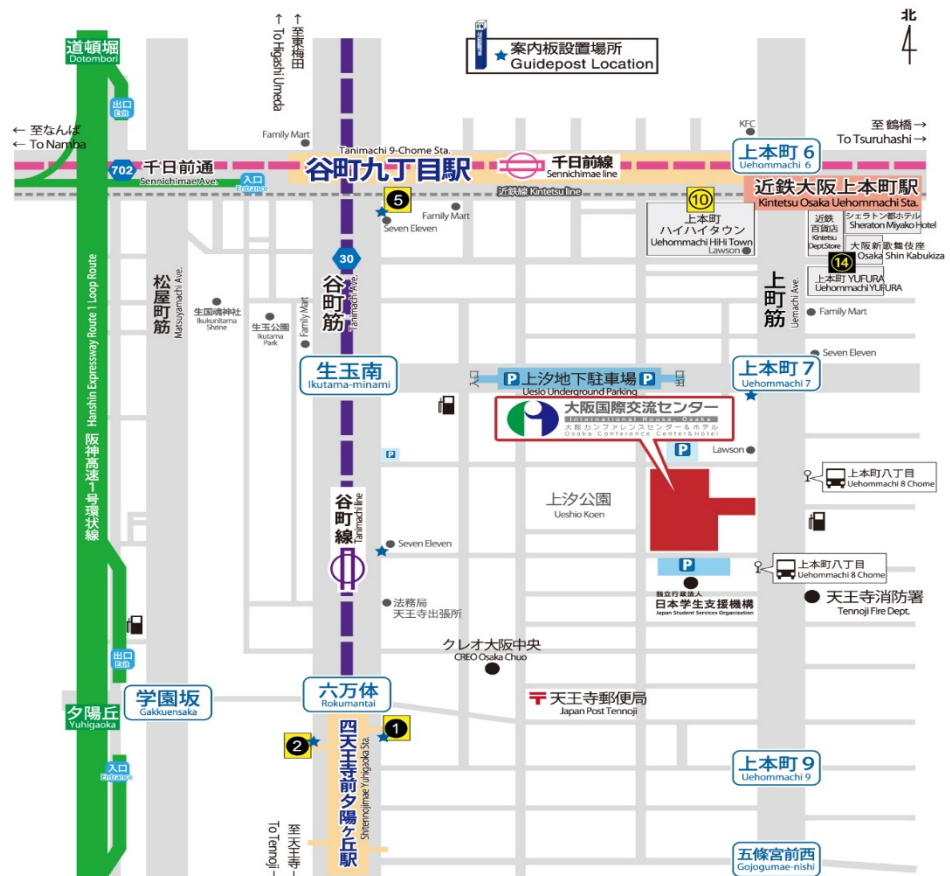 北
案内板設置場所
Guidepost Location
道頓堀
Dotombori
出口
Exit
← 至東梅田
← To Higashi Umeda
← 至なんば
← To Namba
至 鶴橋→
To Tsuruhashi→
KFC
Family Mart
Tanimachi 9-Chome Sta.
谷町九丁目駅
千日前線
Sennichimae line
上本町 6
Uehommachi 6
702
千日前通
Sennichimae Ave.
入口
Entrance
近鉄線 Kintetsu line
近鉄大阪上本町駅
Kintetsu Osaka Uehommachi Sta.
5
Seven Eleven
Family Mart
10
上本町
ハイハイタウン
Uehommachi HiHi Town
Lawson
近鉄
百貨店
Kintetsu
Dept.Store
シェラトン都ホテル
Sheraton Miyako Hotel
大阪新歌舞伎座
Osaka Shin Kabukiza
14
上本町 YUFURA
Uehommachi YUFURA
Family Mart
Seven Eleven
30
谷町筋
Tanimachi Ave.
松屋町筋
Matsuyamachi Ave.
上町筋
Uemachi Ave.
阪神高速1号環状線
Hanshin Expressway Route 1 Loop Route
生国魂神社
Ikukunitama
Shrine
生玉公園
Ikutama
Park
Family Mart
生玉南
Ikutama-minami
入口
P 上汐地下駐車場 P
Uesio Underground Parking
出口
上本町 7
Uehommachi 7
大阪国際交流センター
International House, Osaka
大阪カンファレンスセンター&ホテル
Osaka Conference Center&Hotel
P
P
Lawson
上本町八丁目
Uehommachi 8 Chome
谷町線
Tanimachi line
上汐公園
Ueshio Koen
Seven Eleven
P
上本町八丁目
Uehommachi 8 Chome
独立行政法人
日本学生支援機構
Japan Student Services Organization
法務局
天王寺出張所
天王寺消防署
Tennoji Fire Dept.
クレオ大阪中央
CREO Osaka Chuo
出口
Exit
夕陽丘
Yuhigaoka
学園坂
Gakkuensaka
六万体
Rokumantai
〒天王寺郵便局
Japan Post Tennoji
2
1
四天王寺前夕陽ヶ丘駅
Shitennojimae Yuhigaoka Sta.
入口
Entrance
上本町 9
Uehommachi 9
至 天王寺→
To Tennoji→
五條宮前西
Gojogumae-nishi